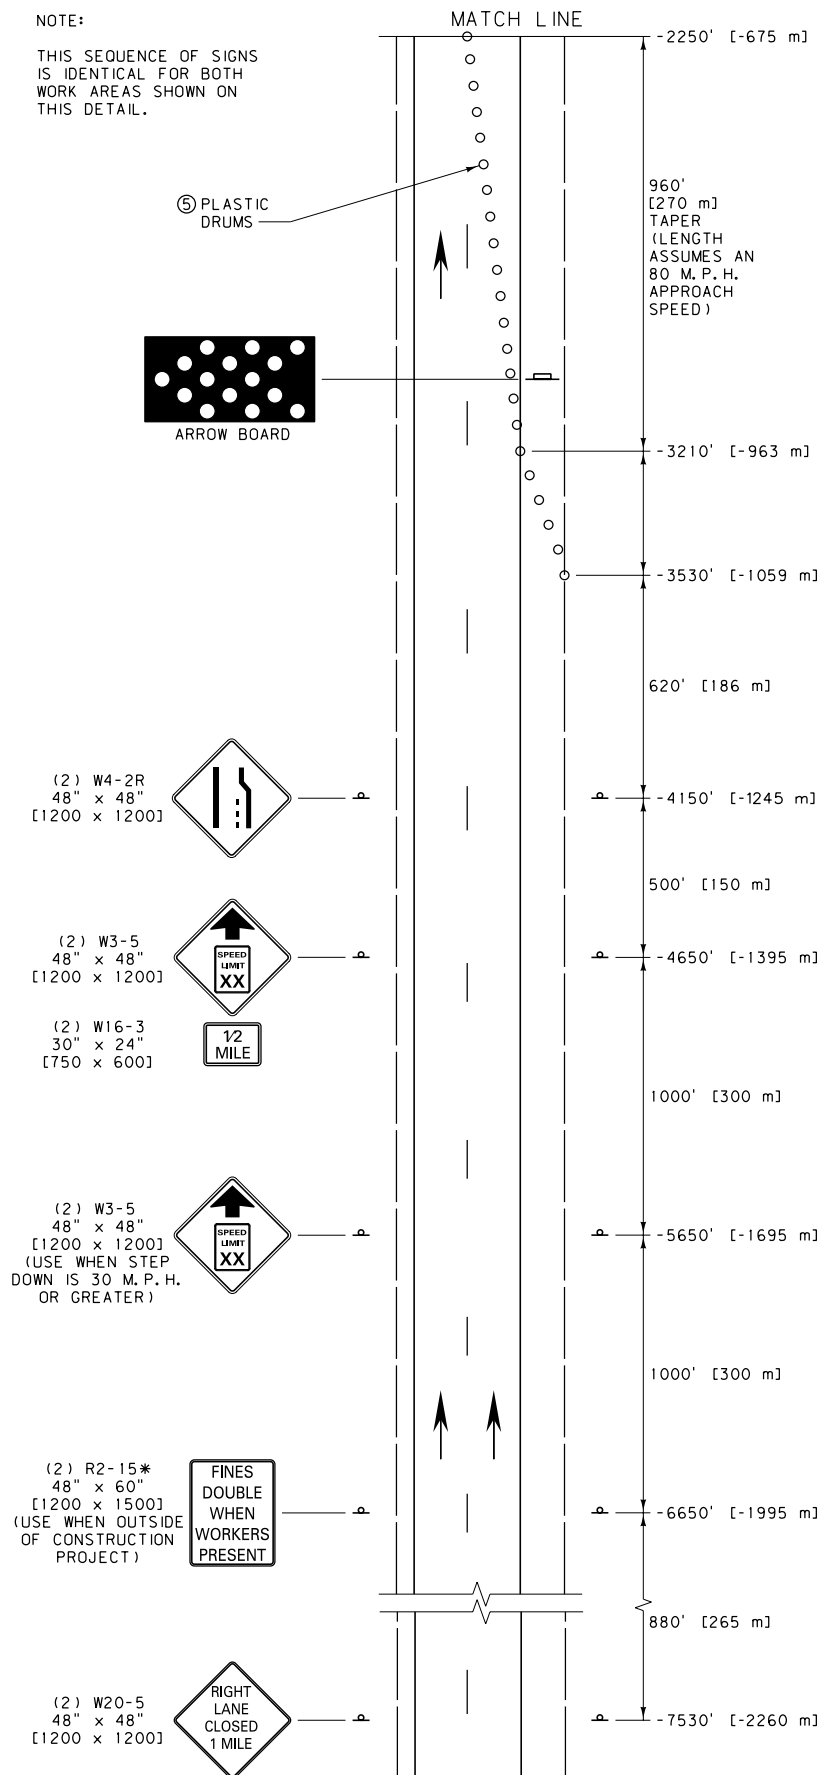 NOTE:
THIS SEQUENCE OF SIGNS
IS IDENTICAL FOR BOTH
WORK AREAS SHOWN ON
THIS DETAIL.
MATCH LINE
-2250' [-675 m]
⑤ PLASTIC
DRUMS
960'
[270 m]
TAPER
(LENGTH
ASSUMES AN
80 M.P.H.
APPROACH
SPEED)
ARROW BOARD
-3210' [-963 m]
-3530' [-1059 m]
620' [186 m]
(2) W4-2R
48" x 48"
[1200 x 1200]
-4150' [-1245 m]
500' [150 m]
(2) W3-5
48" x 48"
[1200 x 1200]
SPEED
LIMIT
XX
-4650' [-1395 m]
(2) W16-3
30" x 24"
[750 x 600]
1/2
MILE
1000' [300 m]
(2) W3-5
48" x 48"
[1200 x 1200]
(USE WHEN STEP
DOWN IS 30 M.P.H.
OR GREATER)
SPEED
LIMIT
XX
-5650' [-1695 m]
1000' [300 m]
(2) R2-15*
48" x 60"
[1200 x 1500]
(USE WHEN OUTSIDE
OF CONSTRUCTION
PROJECT)
FINES
DOUBLE
WHEN
WORKERS
PRESENT
-6650' [-1995 m]
880' [265 m]
(2) W20-5
48" x 48"
[1200 x 1200]
RIGHT
LANE
CLOSED
1 MILE
-7530' [-2260 m]